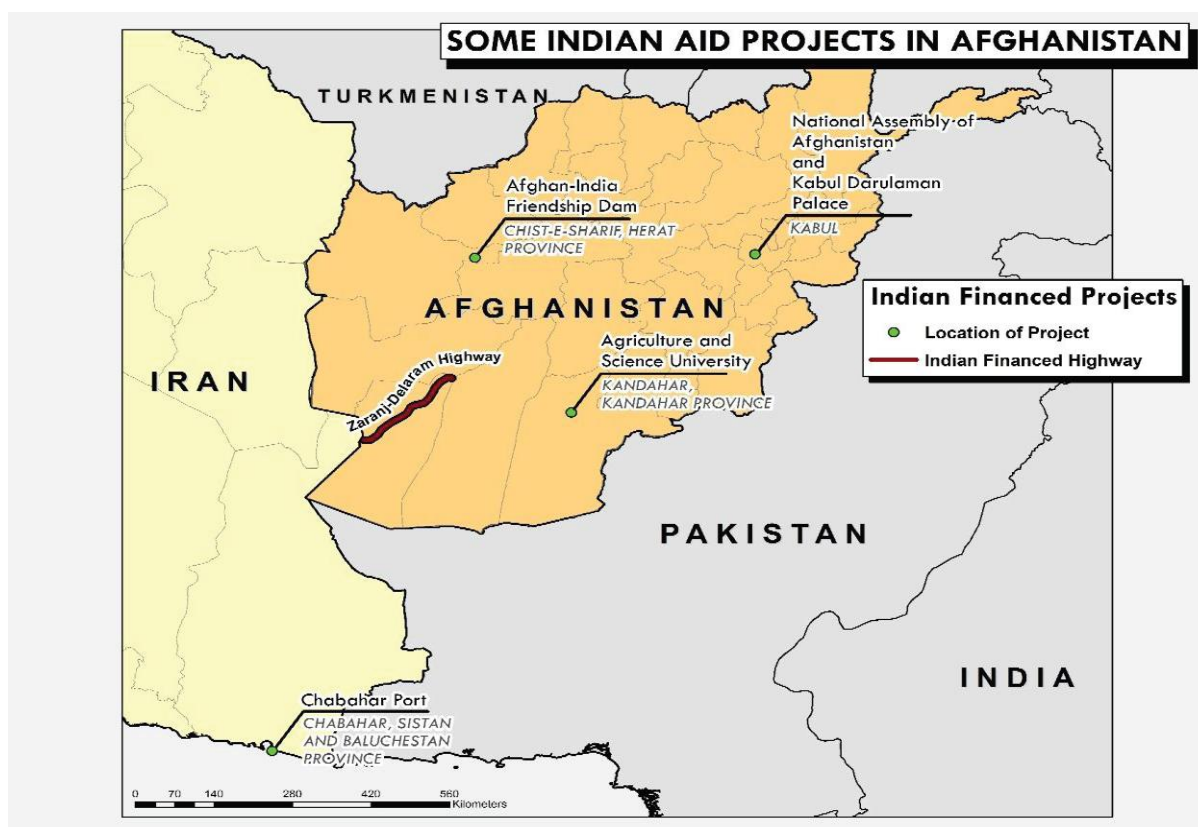 SOME INDIAN AID PROJECTS IN AFGHANISTAN
TURKMENISTAN
National Assembly of
Afghanistan
and
Kabul Darulaman
Palace
KABUL
Afghan-India
Friendship Dam
CHIST-E-SHARIF, HERAT
PROVINCE
AFGHANISTAN
Indian Financed Projects
Location of Project
Indian Financed Highway
Agriculture and
Science University
KANDAHAR,
KANDAHAR PROVINCE
Zaranj-Delaram Highway
IRAN
PAKISTAN
INDIA
Chabahar Port
CHABAHAR, SISTAN
AND BALUCHESTAN
PROVINCE
0 70 140 280 420 560
Kilometers